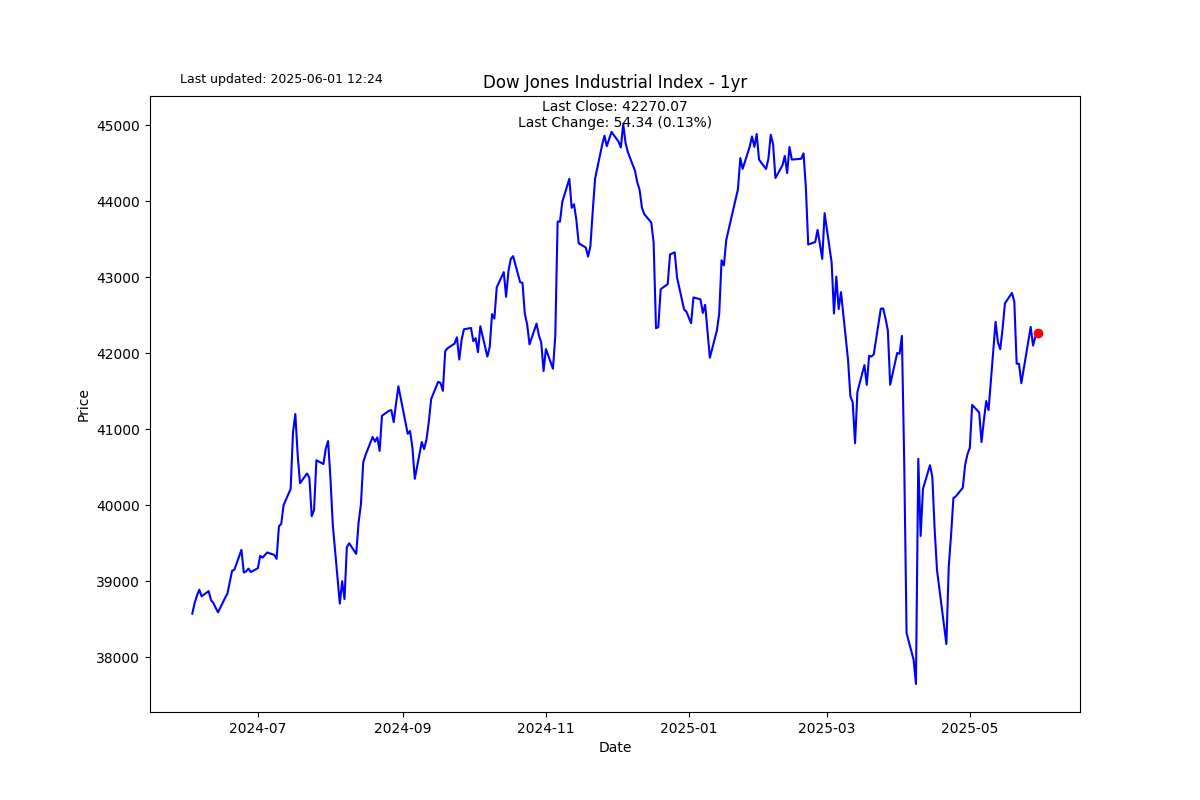 Last updated: 2025-06-01 12:24
Dow Jones Industrial Index - 1yr
Last Close: 42270.07
Last Change: 54.34 (0.13%)
45000
44000
43000
42000
41000
40000
39000
38000
Price
2024-07
2024-09
2024-11
2025-01
2025-03
2025-05
Date